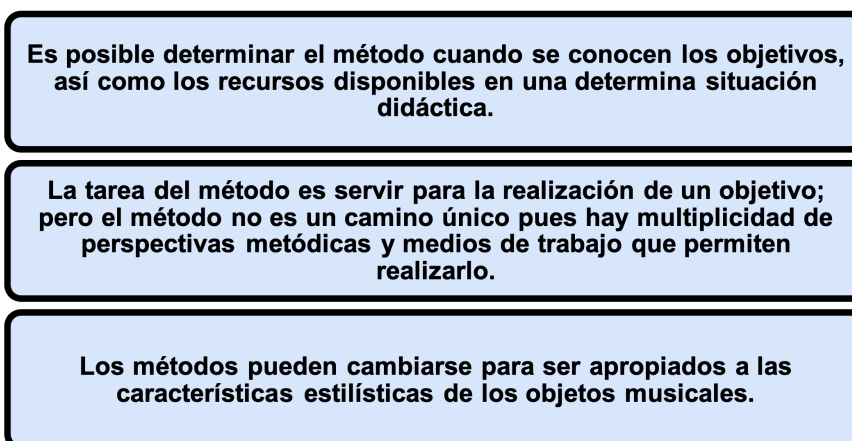 Es posible determinar el método cuando se conocen los objetivos,
así como los recursos disponibles en una determina situación
didáctica.
La tarea del método es servir para la realización de un objetivo;
pero el método no es un camino único pues hay multiplicidad de
perspectivas metódicas y medios de trabajo que permiten
realizarlo.
Los métodos pueden cambiarse para ser apropiados a las
características estilísticas de los objetos musicales.